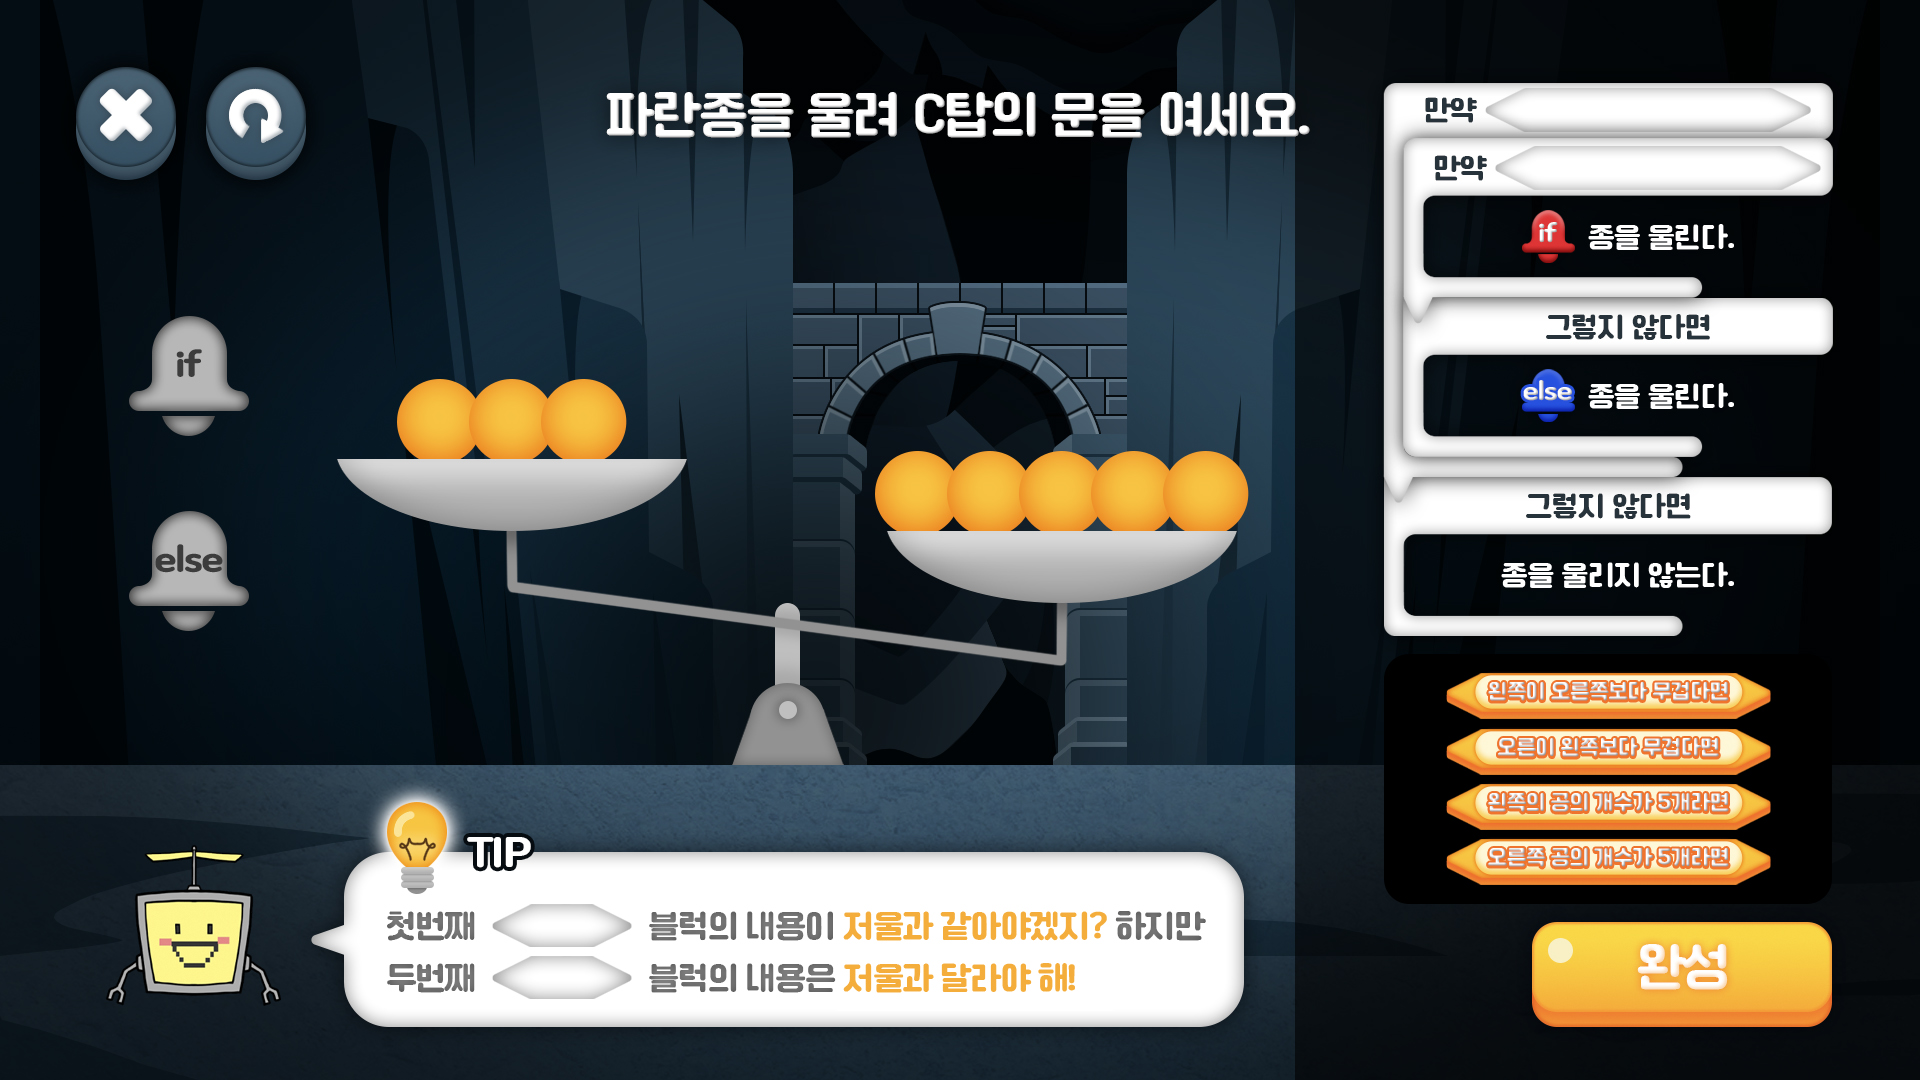 파란종을 울려 C탑의 문을 여세요.
if
else
만약
만약
if 종을 울린다.
그렇지 않다면
else 종을 울린다.
그렇지 않다면
종을 울리지 않는다.
왼쪽이 오른쪽보다 무겁다면
오른이 왼쪽보다 무겁다면
왼쪽의 공의 개수가 5개라면
오른쪽 공의 개수가 5개라면
완성
TIP
첫번째 블럭의 내용이 저울과 같아야겠지? 하지만
두번째 블럭의 내용은 저울과 달라야 해!